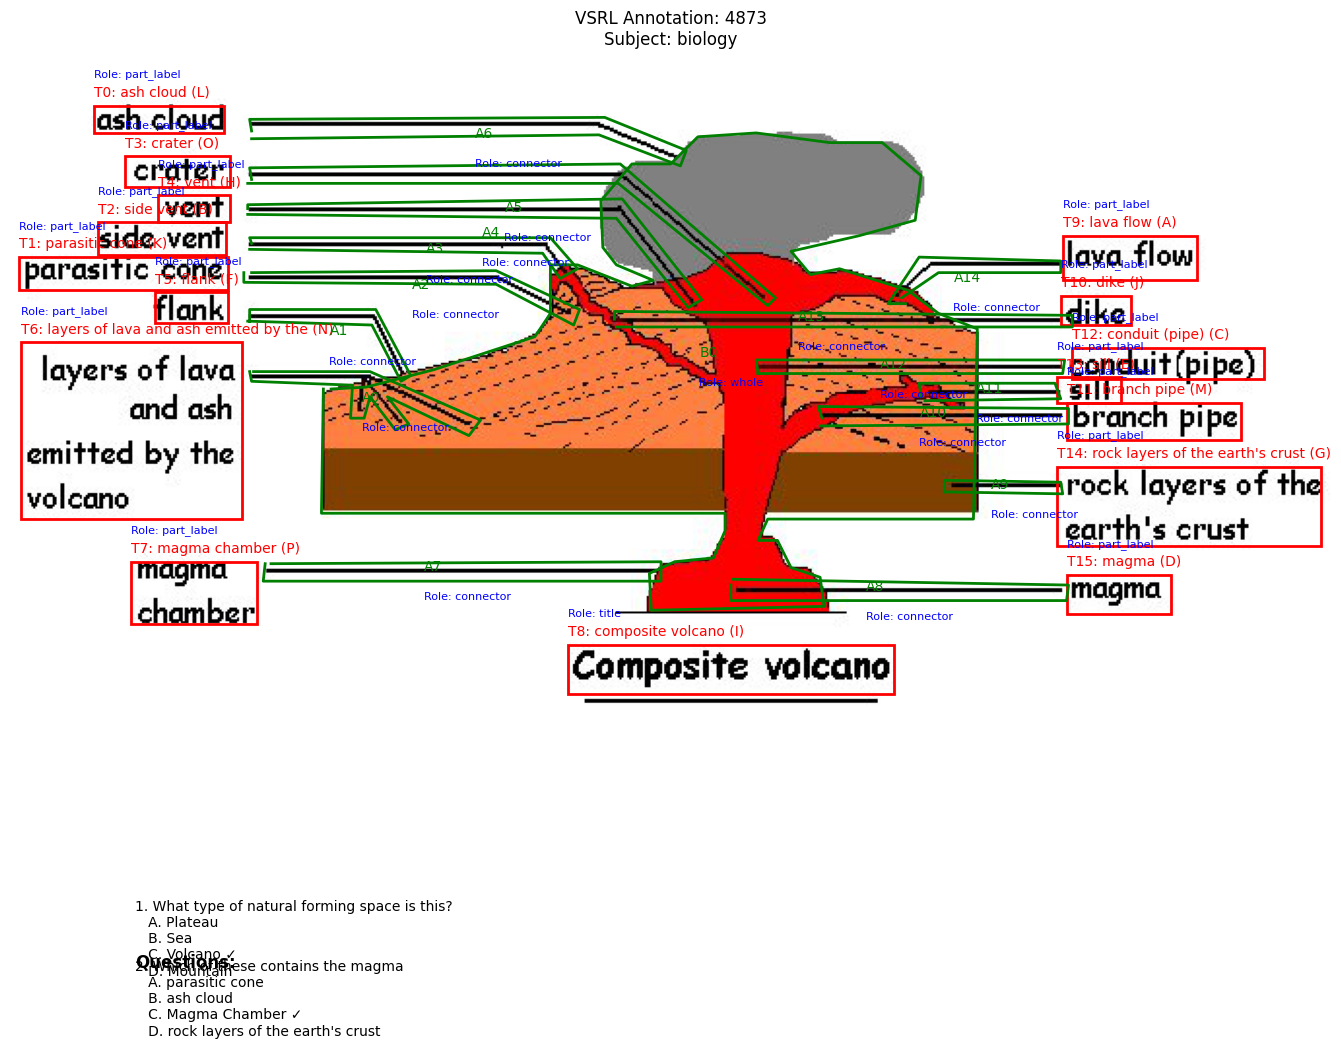 VSRL Annotation: 4873
Subject: biology
Role: part_label
T0: ash cloud (L)
ash cloud
Role: part_label
T3: crater (O)
crater
Role: part_label
T4: vent (H)
vent
Role: part_label
T2: side vent (B)
side vent
Role: part_label
T1: parasitic cone (K)
parasitic cone
Role: part_label
T5: flank (F)
flank
Role: part_label
T6: layers of lava and ash emitted by the (N)
layers of lava
and ash
emitted by the
volcano
Role: part_label
T7: magma chamber (P)
magma
chamber
A6
Role: connector
A5
Role: connector
A4
Role: connector
A3
Role: connector
A2
Role: connector
A1
Role: connector
Role: connector
A7
Role: connector
B0
Role: whole
Role: part_label
T9: lava flow (A)
lava flow
A14
Role: connector
Role: part_label
T10: dike (J)
dike
A13
Role: connector
Role: part_label
T12: conduit (pipe) (C)
conduit(pipe)
A12
Role: connector
Role: part_label
sill
A11
Role: connector
Role: part_label
T11: branch pipe (M)
branch pipe
A10
Role: connector
Role: part_label
T14: rock layers of the earth's crust (G)
rock layers of the
earth's crust
A9
Role: connector
Role: part_label
T15: magma (D)
magma
A8
Role: connector
Role: title
T8: composite volcano (I)
Composite volcano
1. What type of natural forming space is this?
A. Plateau
B. Sea
C. Volcano ✓
D. Mountain
Questions:
2. Which of these contains the magma
A. parasitic cone
B. ash cloud
C. Magma Chamber ✓
D. rock layers of the earth's crust